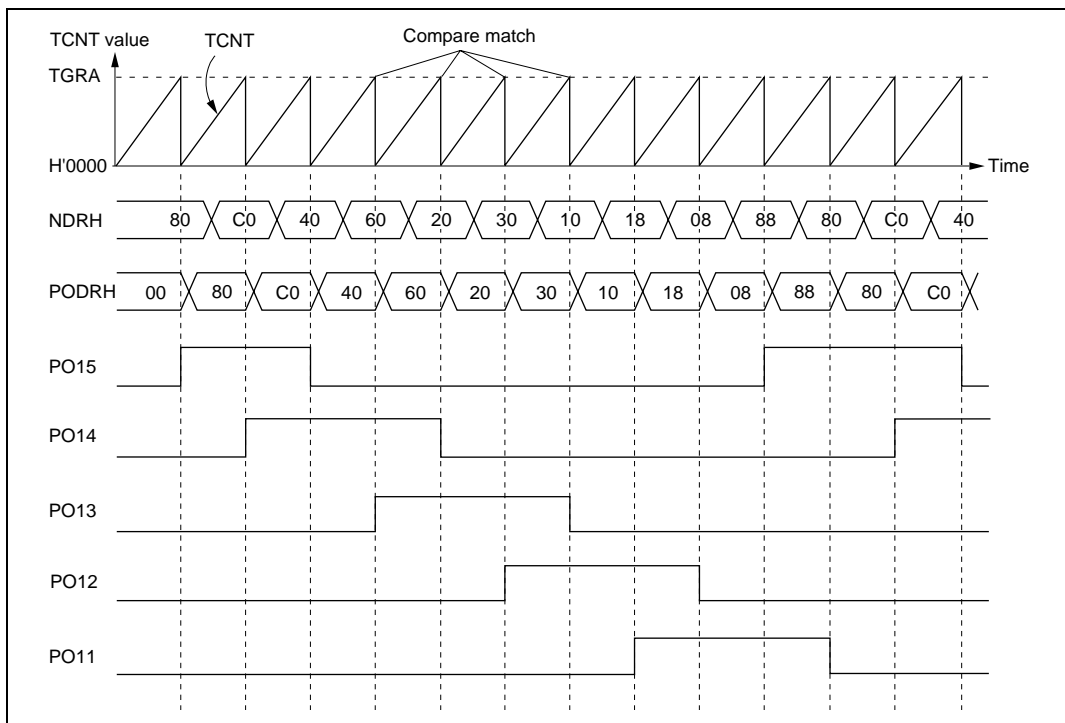 TCNT value
TCNT
Compare match
TGRA
H'0000
Time
NDRH 80 C0 40 60 20 30 10 18 08 88 80 C0 40
PODRH 00 80 C0 40 60 20 30 10 18 08 88 80 C0
PO15
PO14
PO13
PO12
PO11